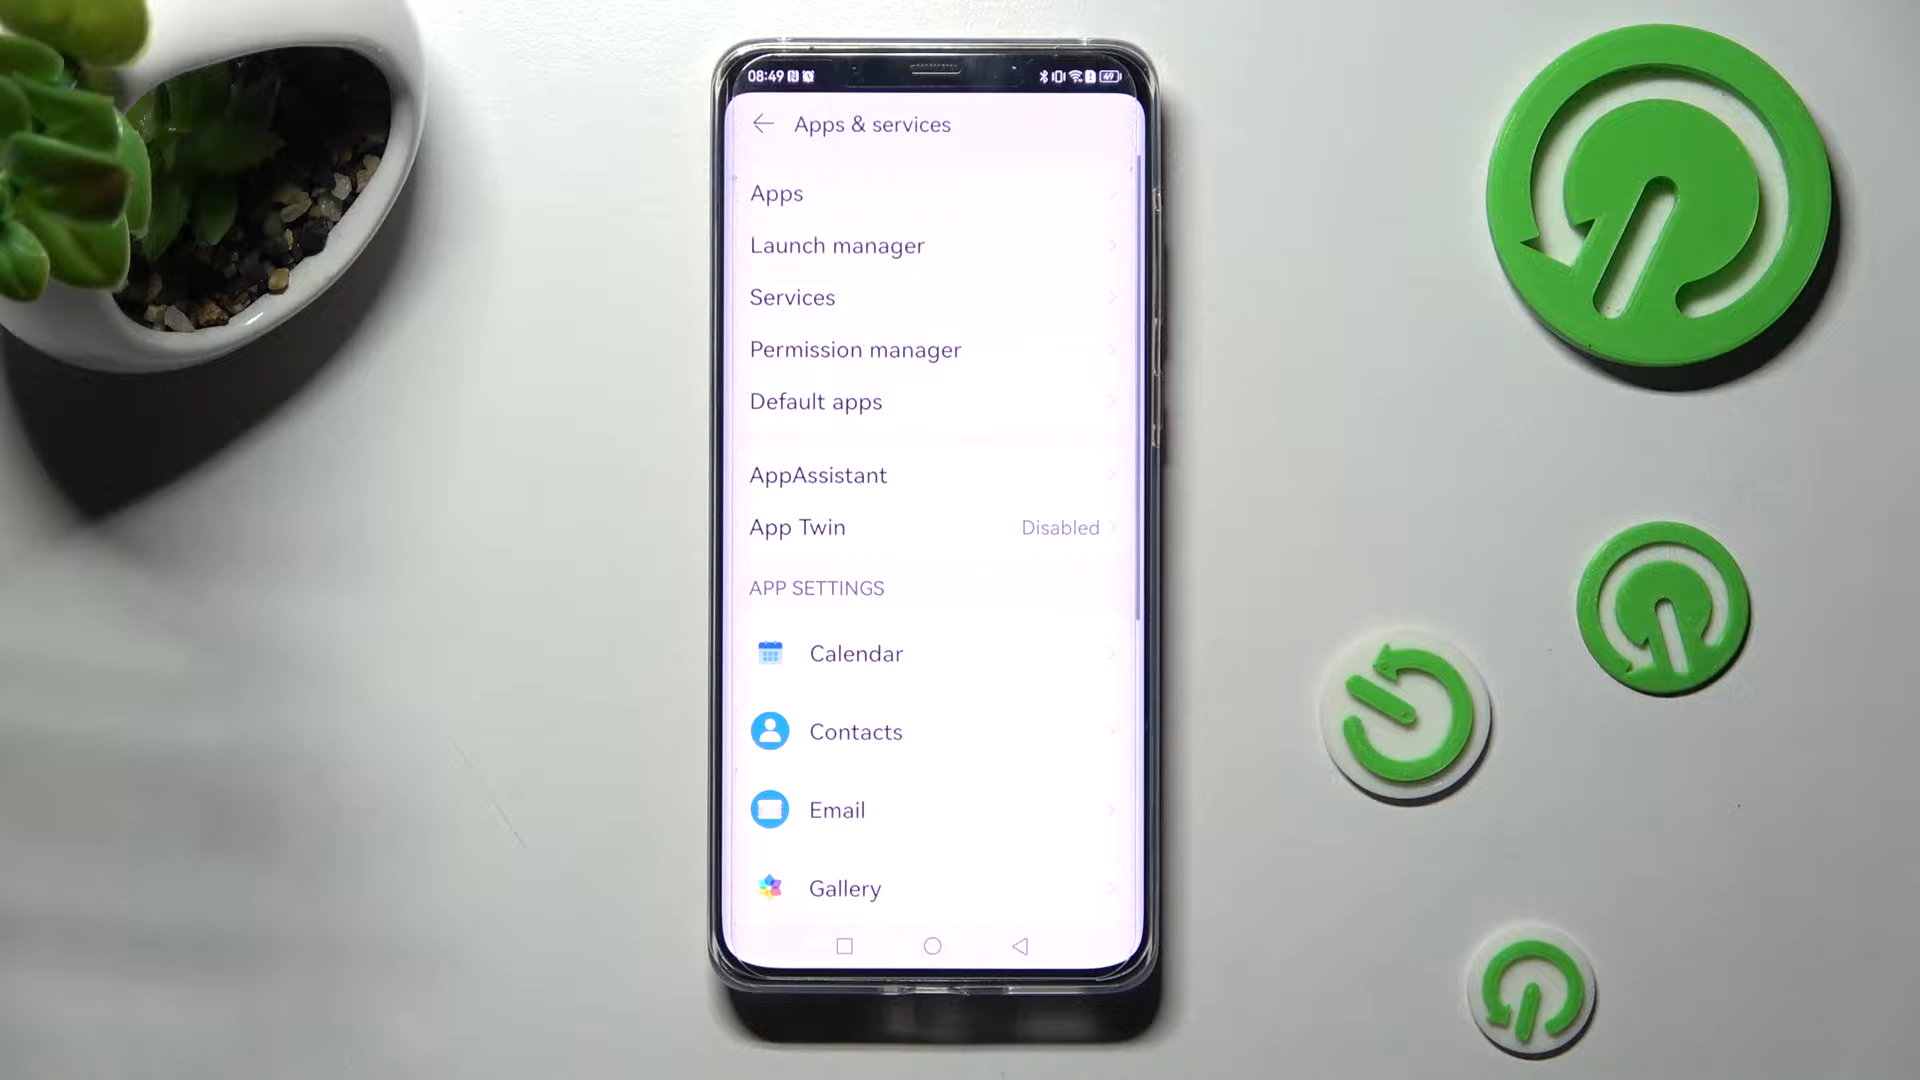 08:49
49
Apps & services
Apps
Launch manager
Services
Permission manager
Default apps
AppAssistant
App Twin Disabled
APP SETTINGS
Calendar
Contacts
Email
Gallery